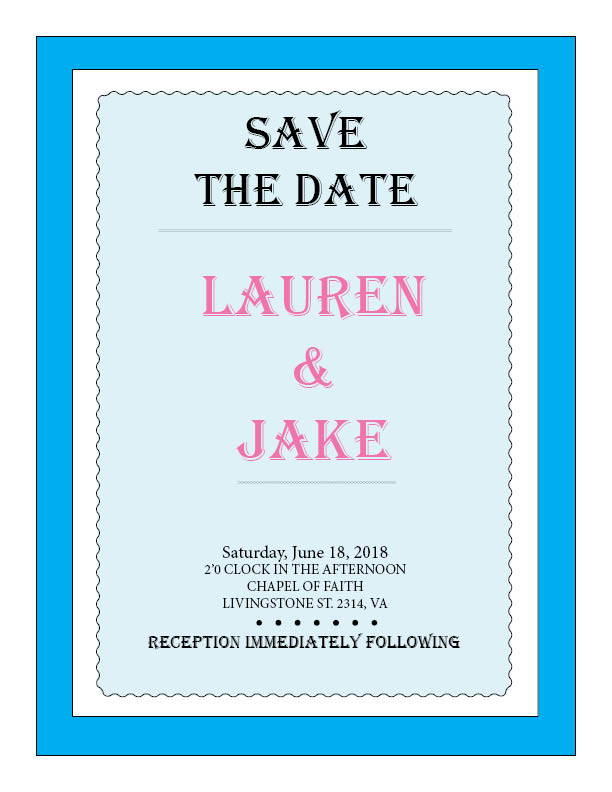 SAVE
THE DATE
LAUREN
&
JAKE
Saturday, June 18, 2018
2'0 CLOCK IN THE AFTERNOON
CHAPEL OF FAITH
LIVINGSTONE ST. 2314, VA
RECEPTION IMMEDIATELY FOLLOWING